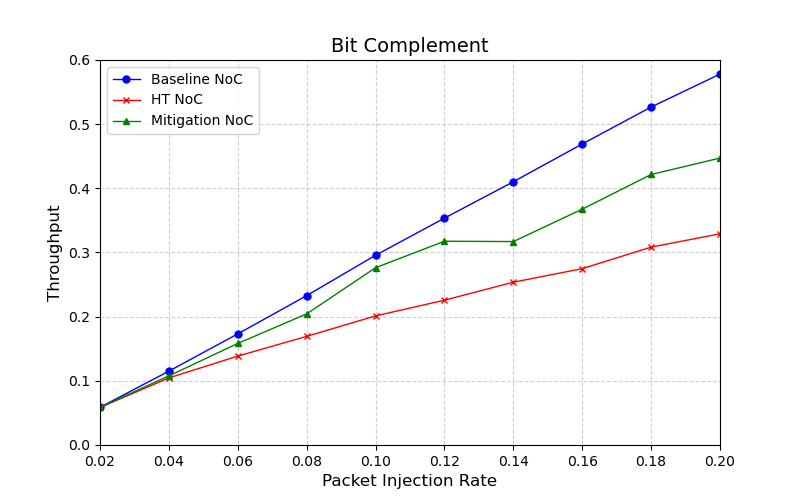 Bit Complement
Baseline NoC
HT NoC
Mitigation NoC
Throughput
0.6
0.5
0.4
0.3
0.2
0.1
0.0
0.02 0.04 0.06 0.08 0.10 0.12 0.14 0.16 0.18 0.20
Packet Injection Rate